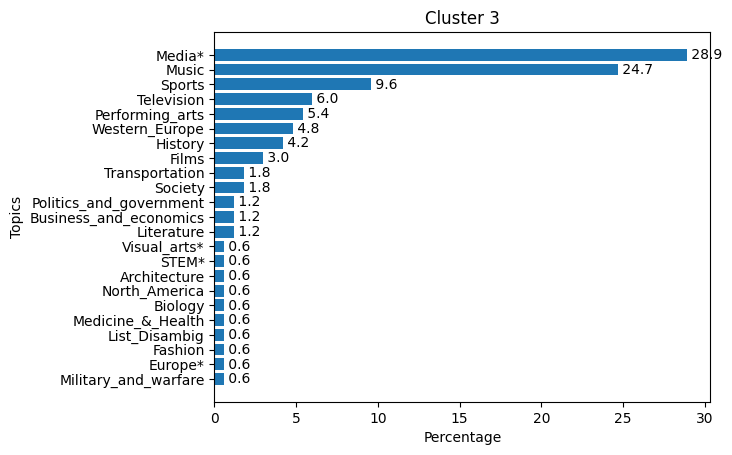 Cluster 3
Topics
Media* 28.9
Music 24.7
Sports 9.6
Television 6.0
Performing_arts 5.4
Western_Europe 4.8
History 4.2
Films 3.0
Transportation 1.8
Society 1.8
Politics_and_government 1.2
Business_and_economics 1.2
Literature 1.2
Visual_arts* 0.6
STEM* 0.6
Architecture 0.6
North_America 0.6
Biology 0.6
Medicine_&_Health 0.6
List_Disambig 0.6
Fashion 0.6
Europe* 0.6
Military_and_warfare 0.6
0 5 10 15 20 25 30
Percentage